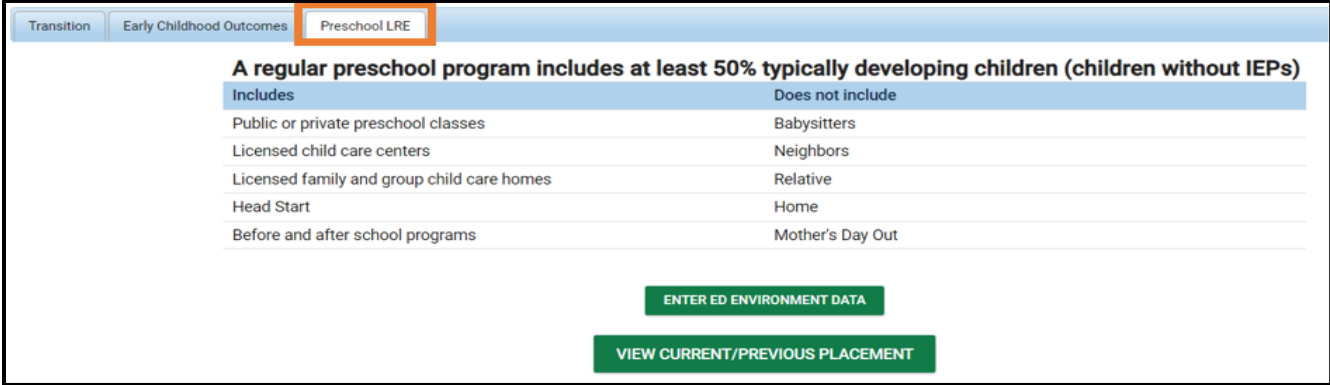 Transition Early Childhood Outcomes Preschool LRE
A regular preschool program includes at least 50% typically developing children (children without IEPs)
Includes Does not include
Public or private preschool classes Babysitters
Licensed child care centers Neighbors
Licensed family and group child care homes Relative
Head Start Home
Before and after school programs Mother's Day Out
ENTER ED ENVIRONMENT DATA
VIEW CURRENT/PREVIOUS PLACEMENT